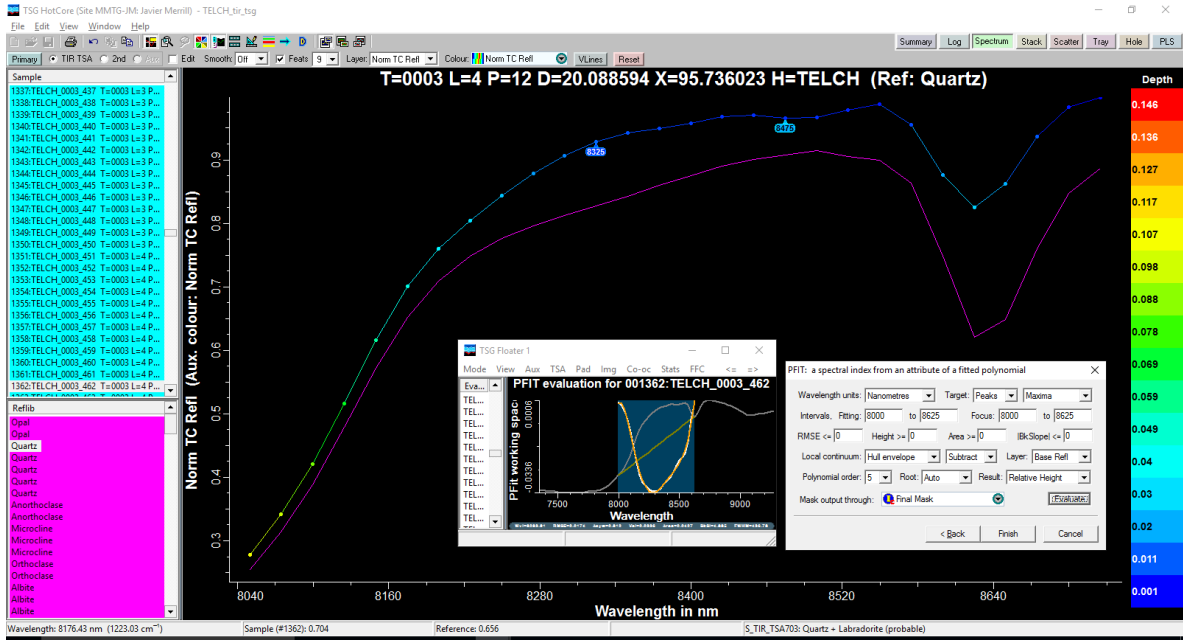 TSG HotCore (Site MMTG-JM: Javier Merrill) - TELCH_tir_tsg
File Edit View Window Help
Summary Log Spectrum Stack Scatter Tray Hole PLS
Primary TIR TSA 2nd Aux Edit Smooth: Off Feats 9 Layer: Norm TC Refl Colour: Norm TC Refl VLines Reset
Sample
1337:TELCH_0003_437 T=0003 L=3 P...
1338:TELCH_0003_438 T=0003 L=3 P...
1339:TELCH_0003_439 T=0003 L=3 P...
1340:TELCH_0003_440 T=0003 L=3 P...
1341:TELCH_0003_441 T=0003 L=3 P...
1342:TELCH_0003_442 T=0003 L=3 P...
1343:TELCH_0003_443 T=0003 L=3 P...
1344:TELCH_0003_444 T=0003 L=3 P...
1345:TELCH_0003_445 T=0003 L=3 P...
1346:TELCH_0003_446 T=0003 L=3 P...
1347:TELCH_0003_447 T=0003 L=3 P...
1348:TELCH_0003_448 T=0003 L=3 P...
1349:TELCH_0003_449 T=0003 L=3 P...
1350:TELCH_0003_450 T=0003 L=3 P...
1351:TELCH_0003_451 T=0003 L=4 P...
1352:TELCH_0003_452 T=0003 L=4 P...
1353:TELCH_0003_453 T=0003 L=4 P...
1354:TELCH_0003_454 T=0003 L=4 P...
1355:TELCH_0003_455 T=0003 L=4 P...
1356:TELCH_0003_456 T=0003 L=4 P...
1357:TELCH_0003_457 T=0003 L=4 P...
1358:TELCH_0003_458 T=0003 L=4 P...
1359:TELCH_0003_459 T=0003 L=4 P...
1360:TELCH_0003_460 T=0003 L=4 P...
1361:TELCH_0003_461 T=0003 L=4 P...
1362:TELCH_0003_462 T=0003 L=4 P...
Reflib
Opal
Opal
Quartz
Quartz
Quartz
Quartz
Quartz
Anorthoclase
Anorthoclase
Microcline
Microcline
Microcline
Orthoclase
Orthoclase
Albite
Albite
Albite
T=0003 L=4 P=12 D=20.088594 X=95.736023 H=TELCH (Ref: Quartz)
Norm TC Refl (Aux. colour: Norm TC Refl)
0.9
0.8
0.7
0.6
0.5
0.4
0.3
8325
8475
8040 8160 8280 8400 8520 8640
Wavelength in nm
Depth
0.146
0.136
0.127
0.117
0.107
0.098
0.088
0.078
0.069
0.059
0.049
0.04
0.03
0.02
0.011
0.001
TSG Floater 1
Mode View Aux TSA Pad Img Co-oc Stats FFC <= =>
Eva...
TEL...
TEL...
TEL...
TEL...
TEL...
TEL...
TEL...
TEL...
TEL...
TEL...
TEL...
PFIT evaluation for 001362:TELCH_0003_462
PFit working spac
0.0006
-0.0336
7500 8000 8500 9000
Wavelength
PFIT: a spectral index from an attribute of a fitted polynomial
Wavelength units: Nanometres Target: Peaks Maxima
Intervals, Fitting: 8000 to 8625 Focus: 8000 to 8625
RMSE <= 0 Height >= 0 Area >= 0 |BkSlope| <= 0
Local continuum: Hull envelope Subtract Layer: Base Refl
Polynomial order: 5 Root: Auto Result: Relative Height
Mask output through: Final Mask Evaluate
< Back Finish Cancel
Wavelength: 8176.43 nm (1223.03 cm⁻¹) Sample (#1362): 0.704 Reference: 0.656 S_TIR_TSA703: Quartz + Labradorite (probable)